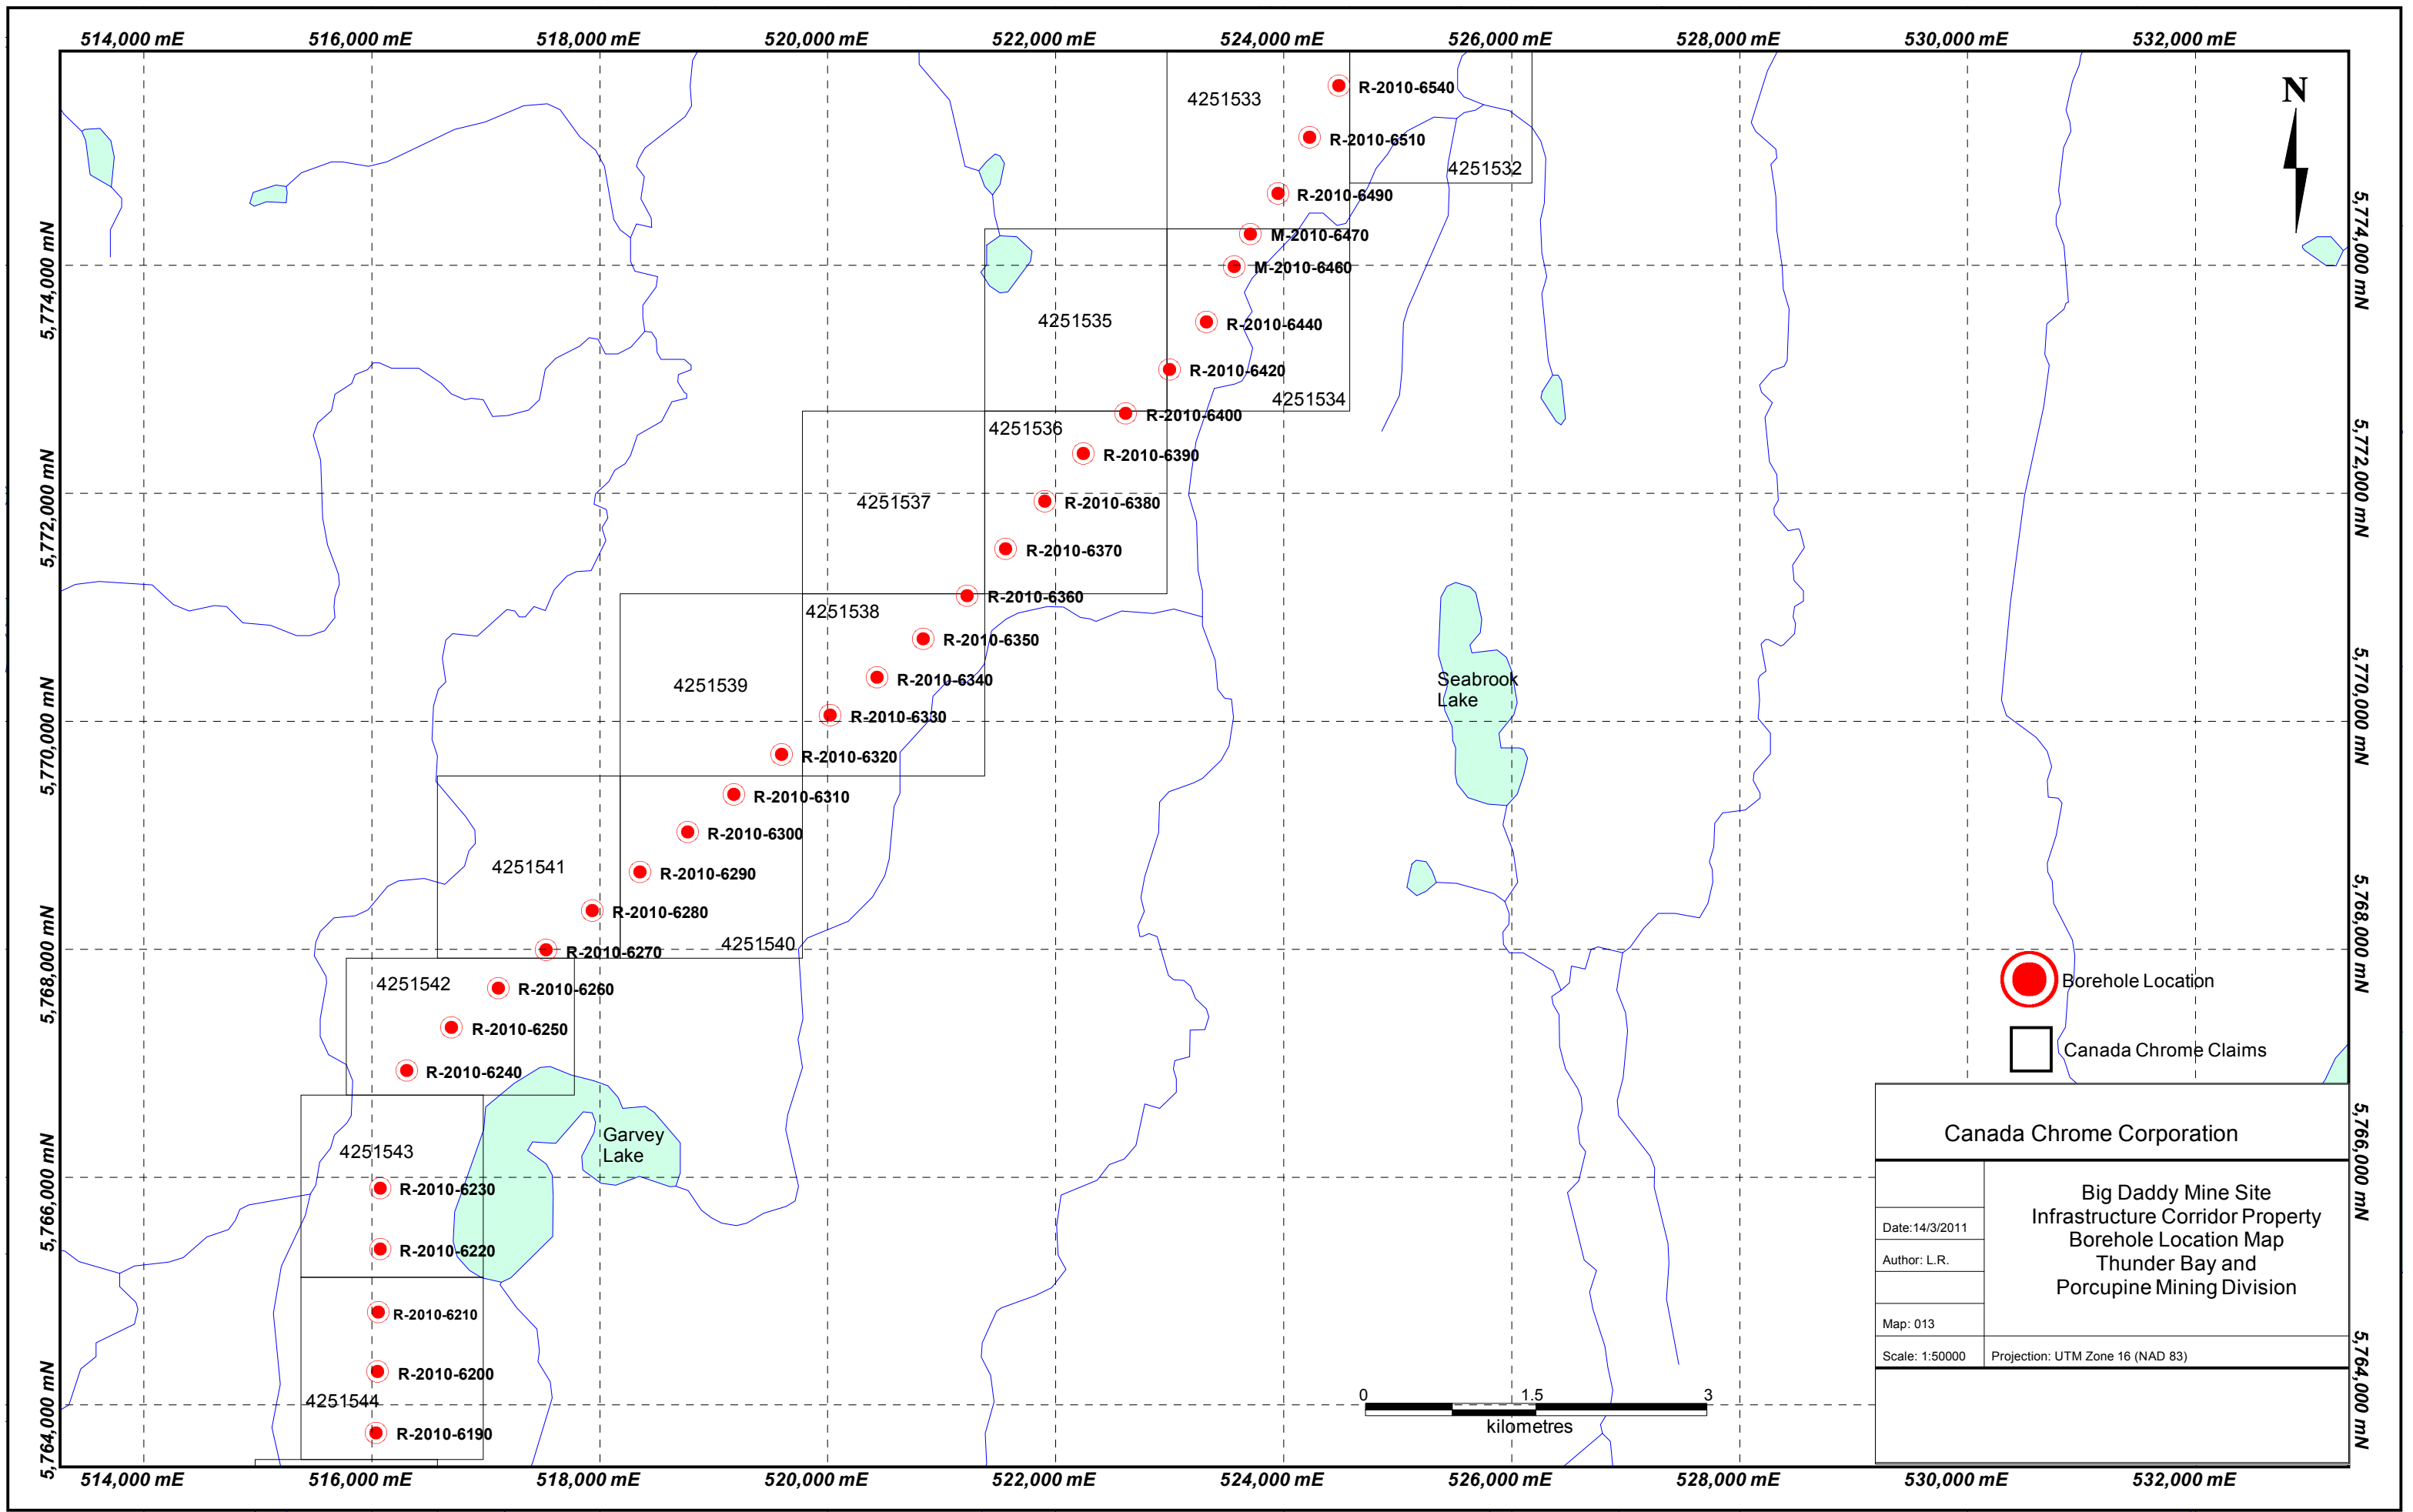 514,000 mE 516,000 mE 518,000 mE 520,000 mE 522,000 mE 524,000 mE 526,000 mE 528,000 mE 530,000 mE 532,000 mE
N
R-2010-6540
4251533
R-2010-6510
4251532
R-2010-6490
M-2010-6470
5,774,000 mN
5,774,000 mN
M-2010-6460
4251535
R-2010-6440
R-2010-6420
4251534
R-2010-6400
4251536
R-2010-6390
5,772,000 mN
5,772,000 mN
4251537
R-2010-6380
R-2010-6370
R-2010-6360
4251538
R-2010-6350
R-2010-6340
4251539
Seabrook
Lake
5,770,000 mN
5,770,000 mN
R-2010-6330
R-2010-6320
R-2010-6310
R-2010-6300
4251541
R-2010-6290
R-2010-6280
4251540
5,768,000 mN
5,768,000 mN
R-2010-6270
4251542
R-2010-6260
Borehole Location
R-2010-6250
Canada Chrome Claims
R-2010-6240
Garvey
Lake
4251543
5,766,000 mN
5,766,000 mN
R-2010-6230
R-2010-6220
R-2010-6210
R-2010-6200
4251544
5,764,000 mN
5,764,000 mN
R-2010-6190
0 1.5 3
kilometres
Canada Chrome Corporation
Big Daddy Mine Site
Infrastructure Corridor Property
Borehole Location Map
Thunder Bay and
Porcupine Mining Division
Date:14/3/2011
Author: L.R.
Map: 013
Scale: 1:50000
Projection: UTM Zone 16 (NAD 83)
514,000 mE 516,000 mE 518,000 mE 520,000 mE 522,000 mE 524,000 mE 526,000 mE 528,000 mE 530,000 mE 532,000 mE